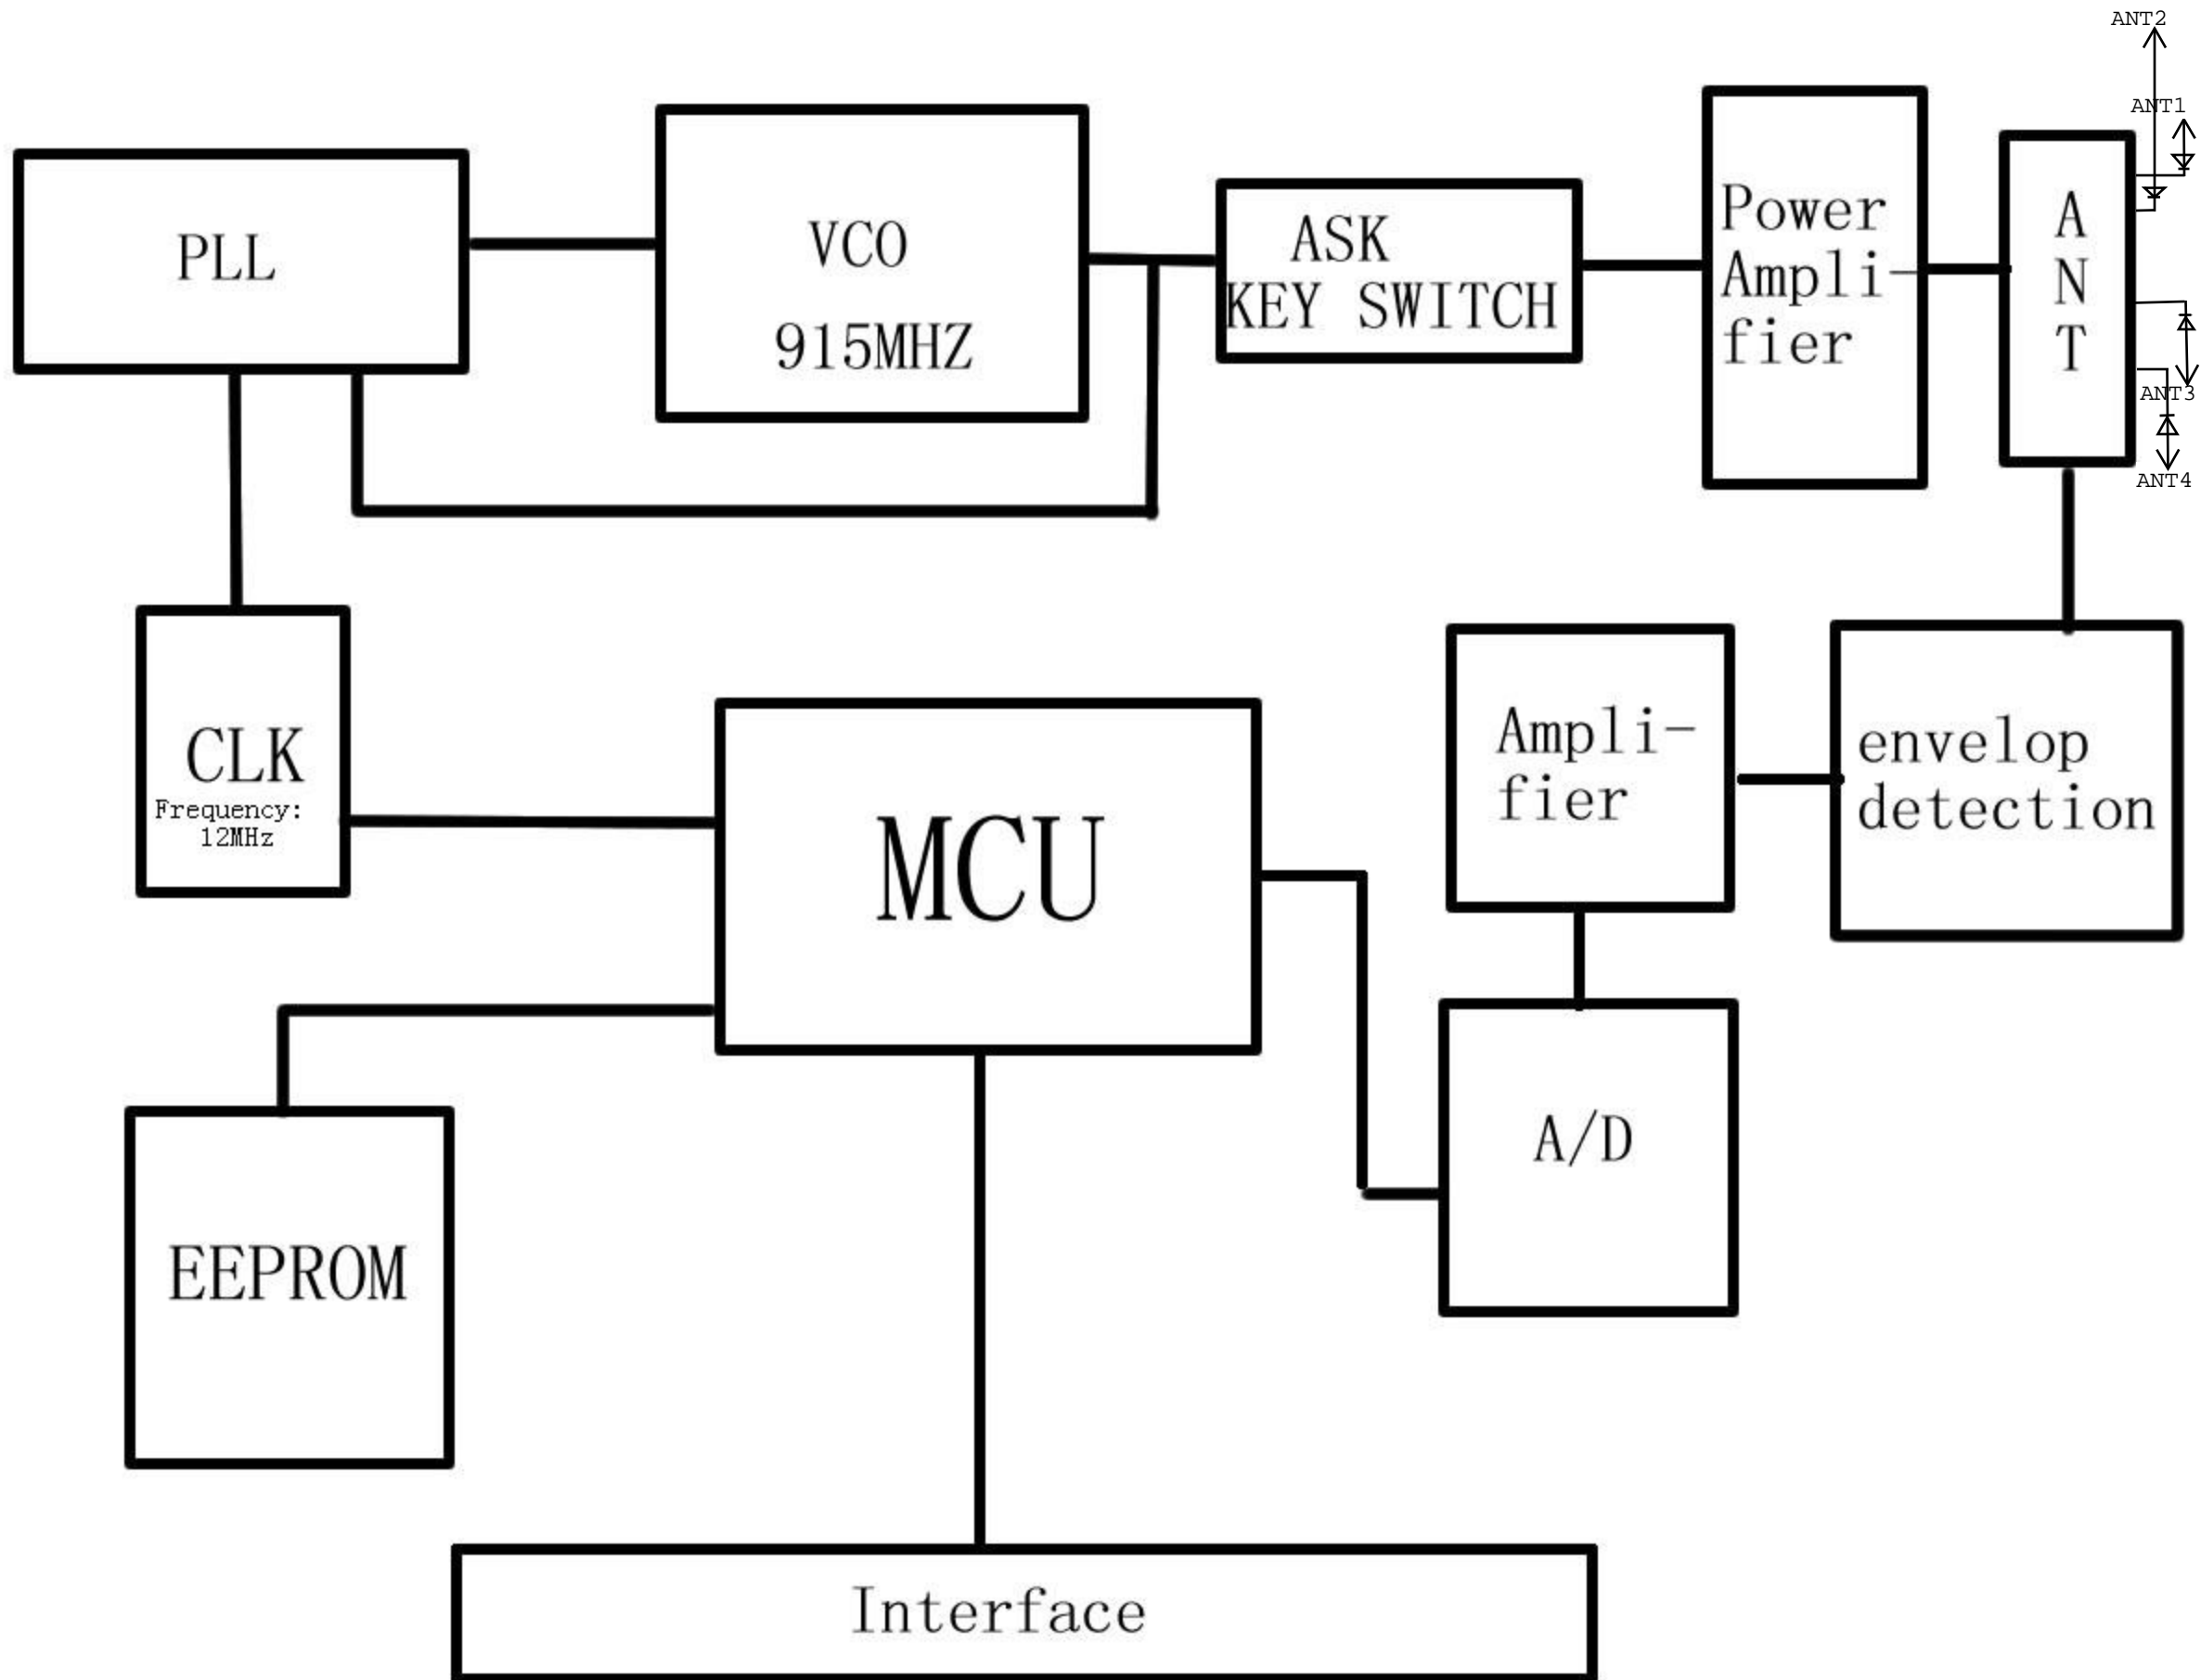 ANT2
ANT1
PLL
VCO
915MHZ
ASK
KEY SWITCH
Power
Ampli-
fier
A
N
T
ANT3
ANT4
CLK
Frequency:
12MHz
MCU
Ampli-
fier
envelop
detection
A/D
EEPROM
Interface